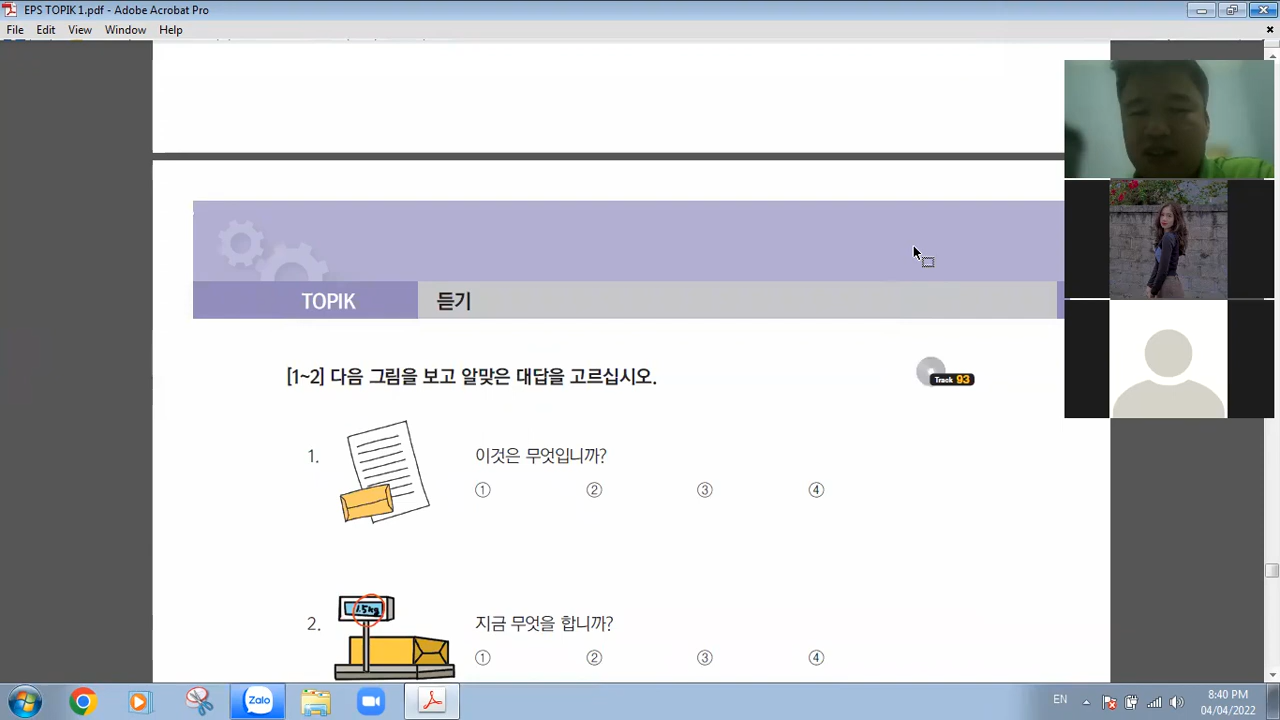 EPS TOPIK 1.pdf - Adobe Acrobat Pro
File Edit View Window Help
TOPIK 듣기
[1~2] 다음 그림을 보고 알맞은 대답을 고르십시오.
Track 93
1. 이것은 무엇입니까?
① ② ③ ④
1.5kg
2. 지금 무엇을 합니까?
① ② ③ ④
Zalo
EN
8:40 PM
04/04/2022